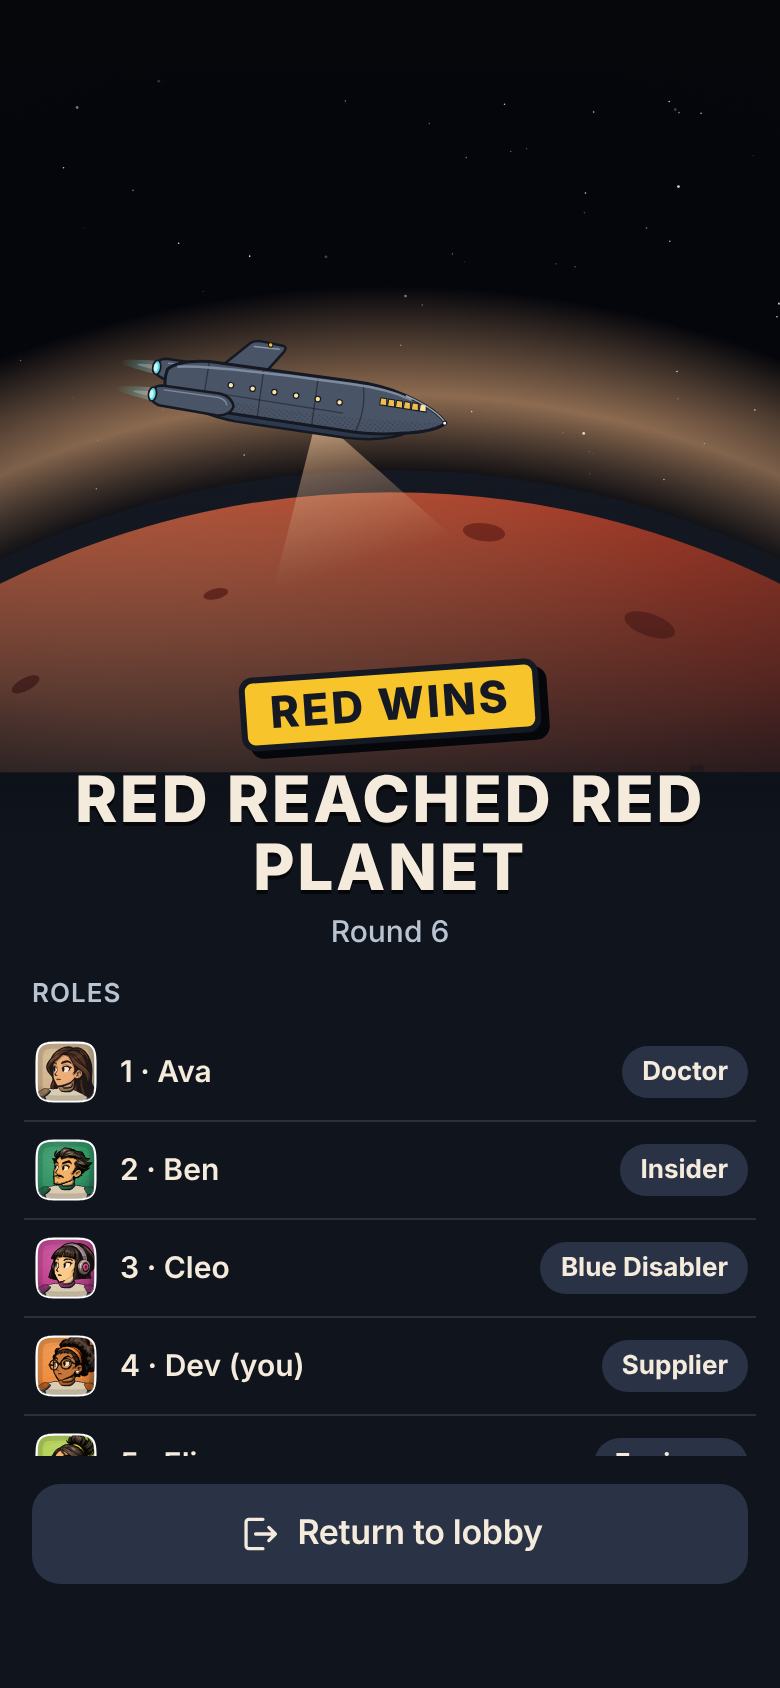 RED WINS
RED REACHED RED
PLANET
Round 6
ROLES
1 · Ava
Doctor
2 · Ben
Insider
3 · Cleo
Blue Disabler
4 · Dev (you)
Supplier
Return to lobby